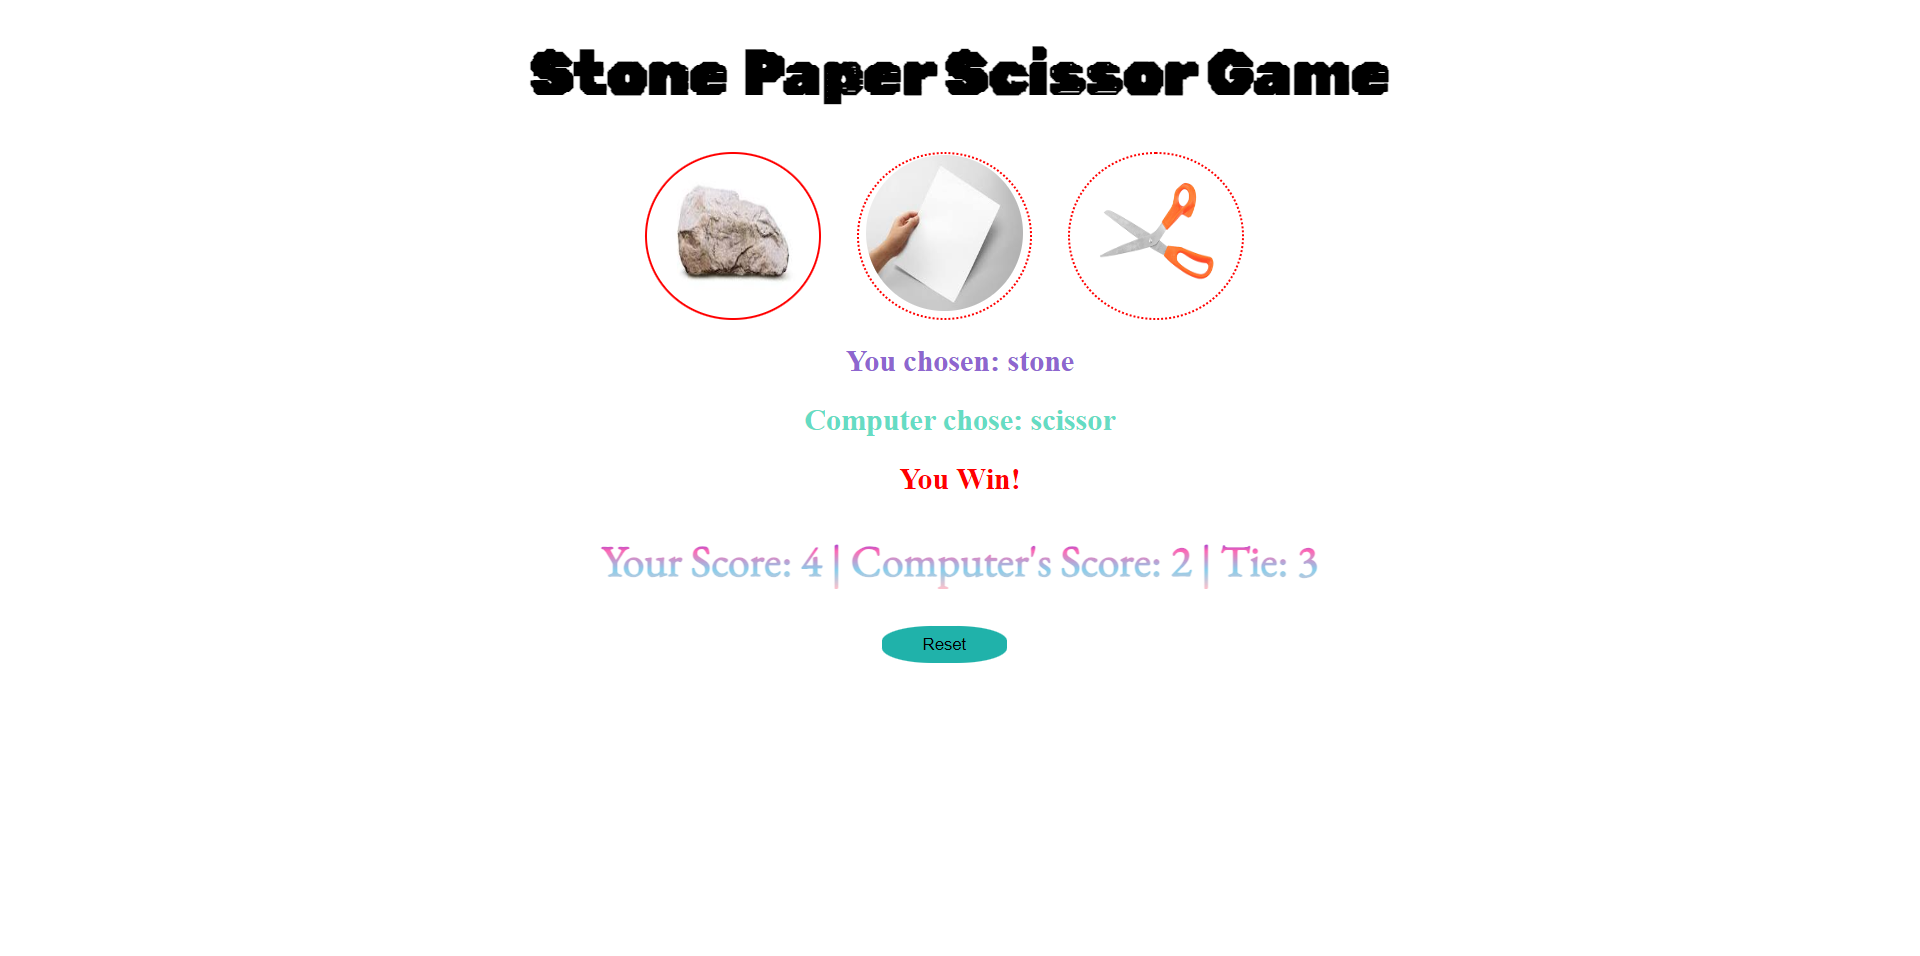 Stone Paper Scissor Game
You chosen: stone
Computer chose: scissor
You Win!
Your Score: 4 | Computer's Score: 2 | Tie: 3
Reset